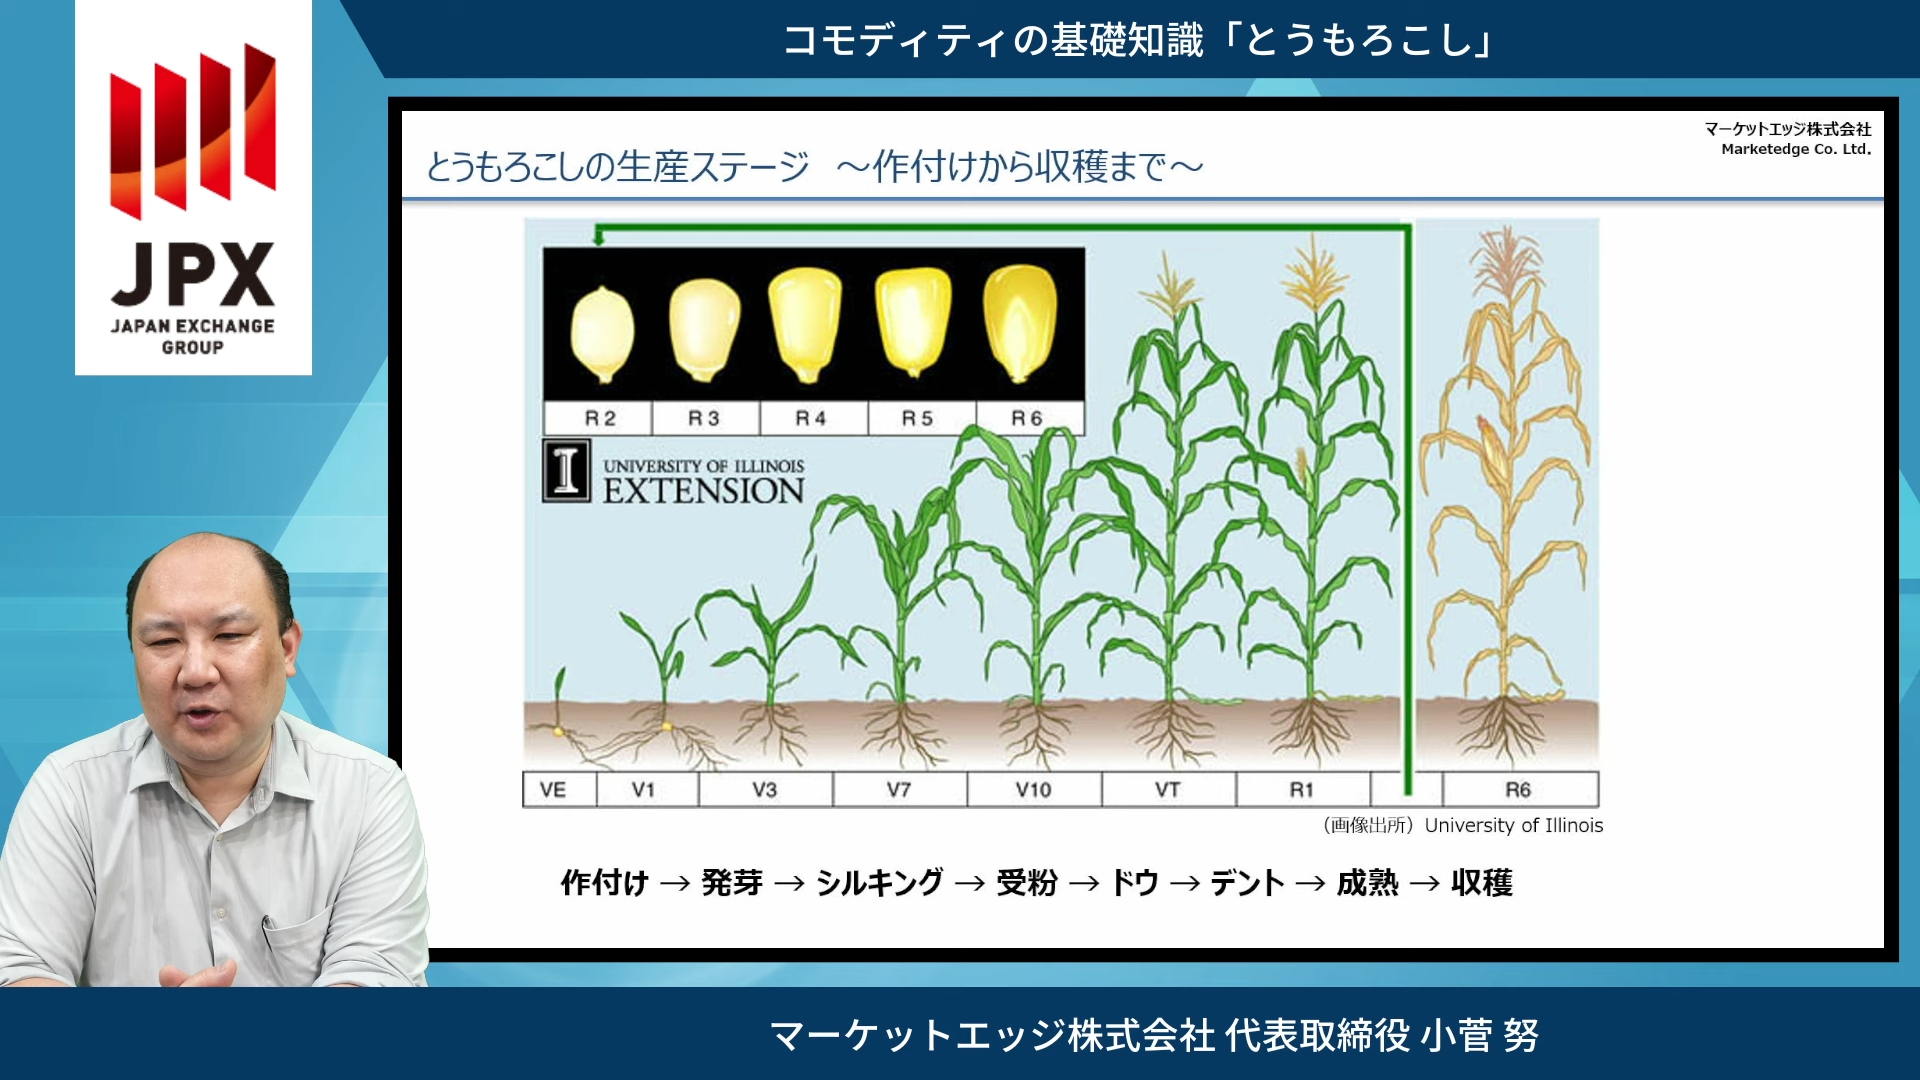 コモディティの基礎知識「とうもろこし」
JPX
JAPAN EXCHANGE
GROUP
マーケットエッジ株式会社
Marketedge Co. Ltd.
とうもろこしの生産ステージ　～作付けから収穫まで～
R2 R3 R4 R5 R6
I
UNIVERSITY OF ILLINOIS
EXTENSION
VE V1 V3 V7 V10 VT R1 R6
（画像出所）University of Illinois
作付け → 発芽 → シルキング → 受粉 → ドウ → デント → 成熟 → 収穫
マーケットエッジ株式会社 代表取締役 小菅 努